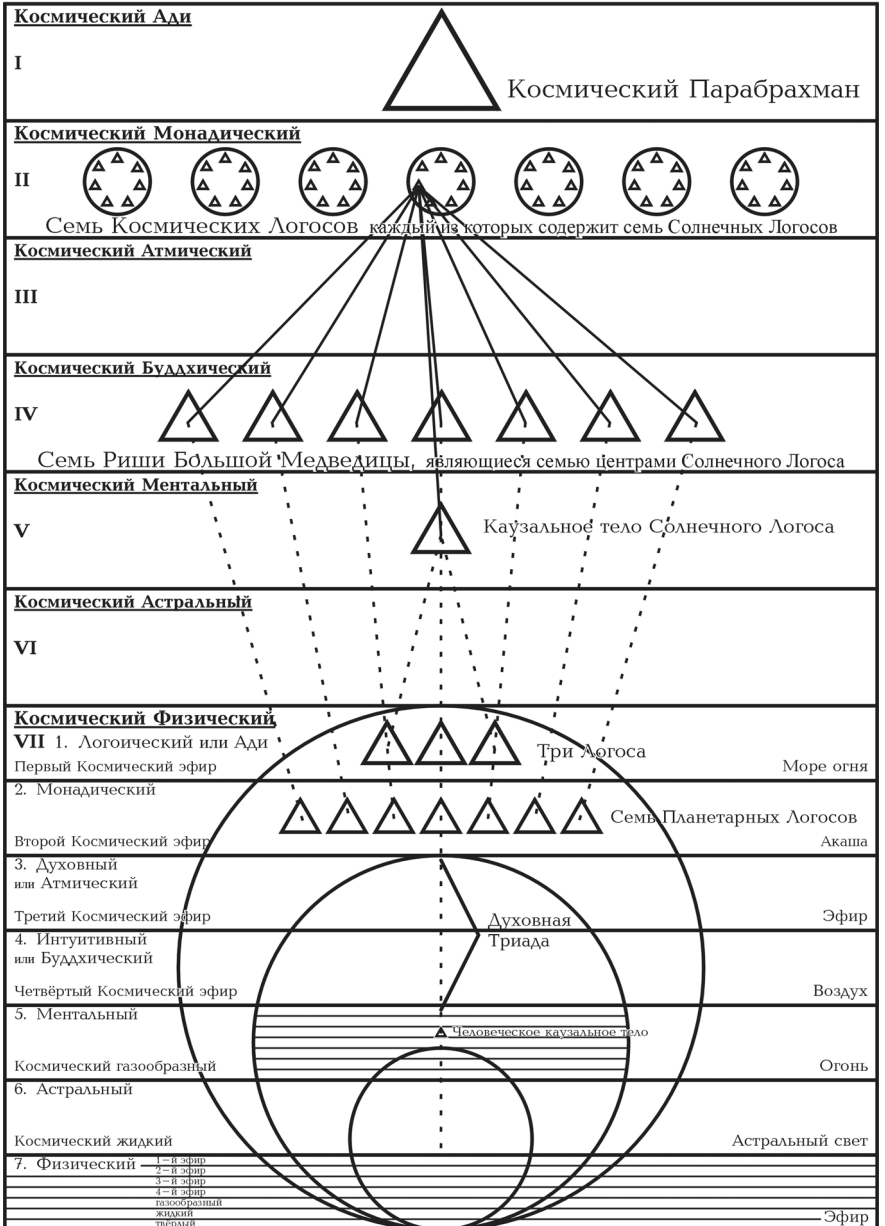 Космический Ади
I
Космический Парабрахман
Космический Монадический
II
Семь Космических Логосов каждый из которых содержит семь Солнечных Логосов
Космический Атмический
III
Космический Буддхический
IV
Семь Риши Большой Медведицы, являющиеся семью центрами Солнечного Логоса
Космический Ментальный
V
Каузальное тело Солнечного Логоса
Космический Астральный
VI
Космический Физический
VII 1. Логоический или Ади
Три Логоса
Первый Космический эфир
Море огня
2. Монадический
Семь Планетарных Логосов
Второй Космический эфир
Акаша
3. Духовный
или Атмический
Третий Космический эфир
Эфир
Духовная
Триада
4. Интуитивный
или Буддхический
Четвёртый Космический эфир
Воздух
5. Ментальный
Человеческое каузальное тело
Космический газообразный
Огонь
6. Астральный
Космический жидкий
Астральный свет
7. Физический
1—й эфир
2—й эфир
3—й эфир
4—й эфир
газообразный
жидкий
твёрдый
Эфир